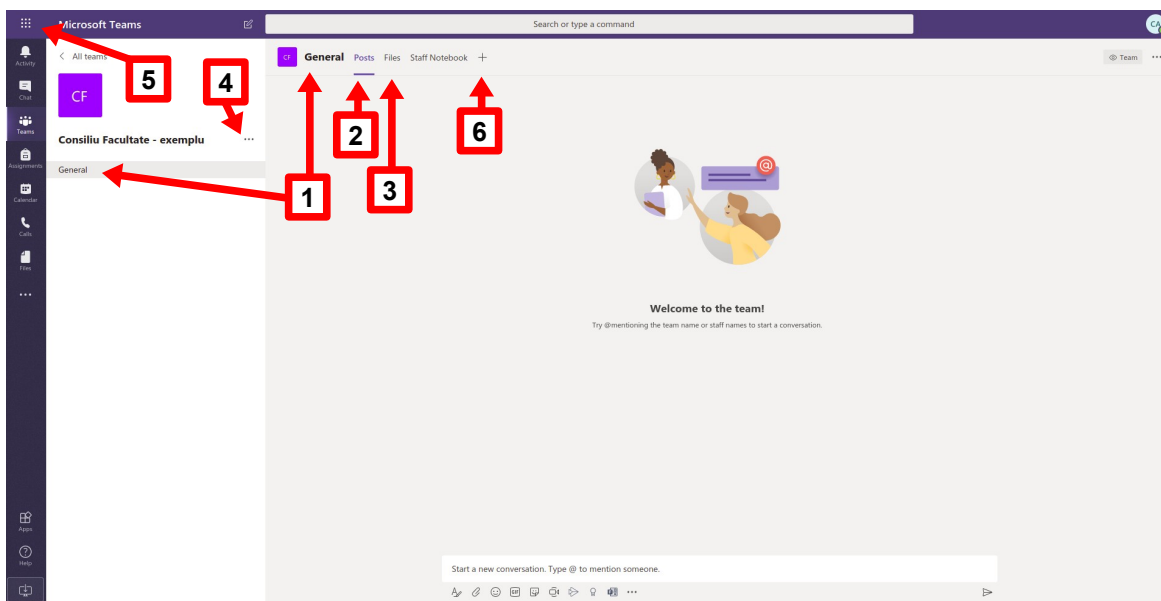 Microsoft Teams
Search or type a command
CA
Activity
Chat
Teams
Assignments
Calendar
Calls
Files
Apps
Help
All teams
CF
Consiliu Facultate - exemplu
General
CF General Posts Files Staff Notebook
Team
5
4
2
6
1
3
@
Welcome to the team!
Try @mentioning the team name or staff names to start a conversation.
Start a new conversation. Type @ to mention someone.
GIF